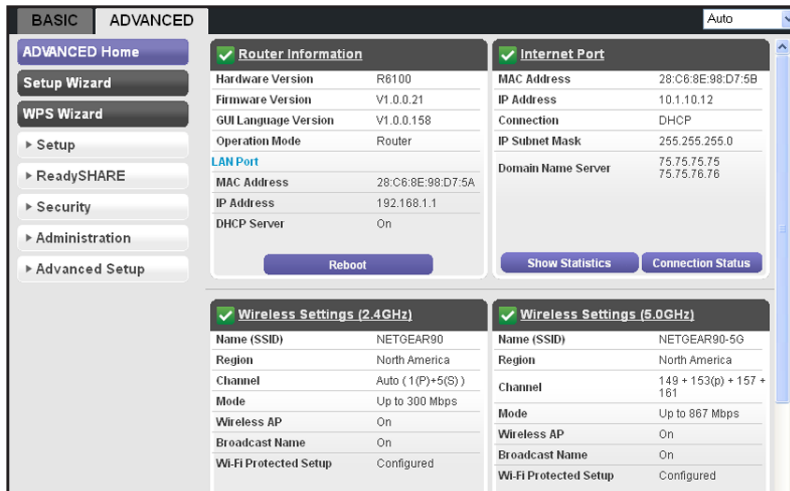 BASIC ADVANCED Auto
ADVANCED Home
Setup Wizard
WPS Wizard
Setup
ReadySHARE
Security
Administration
Advanced Setup
Router Information
Hardware Version R6100
Firmware Version V1.0.0.21
GUI Language Version V1.0.0.158
Operation Mode Router
LAN Port
MAC Address 28:C6:8E:98:D7:5A
IP Address 192.168.1.1
DHCP Server On
Reboot
Internet Port
MAC Address 28:C6:8E:98:D7:5B
IP Address 10.1.10.12
Connection DHCP
IP Subnet Mask 255.255.255.0
Domain Name Server 75.75.75.75
75.75.76.76
Show Statistics Connection Status
Wireless Settings (2.4GHz)
Name (SSID) NETGEAR90
Region North America
Channel Auto ( 1(P)+5(S) )
Mode Up to 300 Mbps
Wireless AP On
Broadcast Name On
Wi-Fi Protected Setup Configured
Wireless Settings (5.0GHz)
Name (SSID) NETGEAR90-5G
Region North America
Channel 149 + 153(p) + 157 +
161
Mode Up to 867 Mbps
Wireless AP On
Broadcast Name On
Wi-Fi Protected Setup Configured